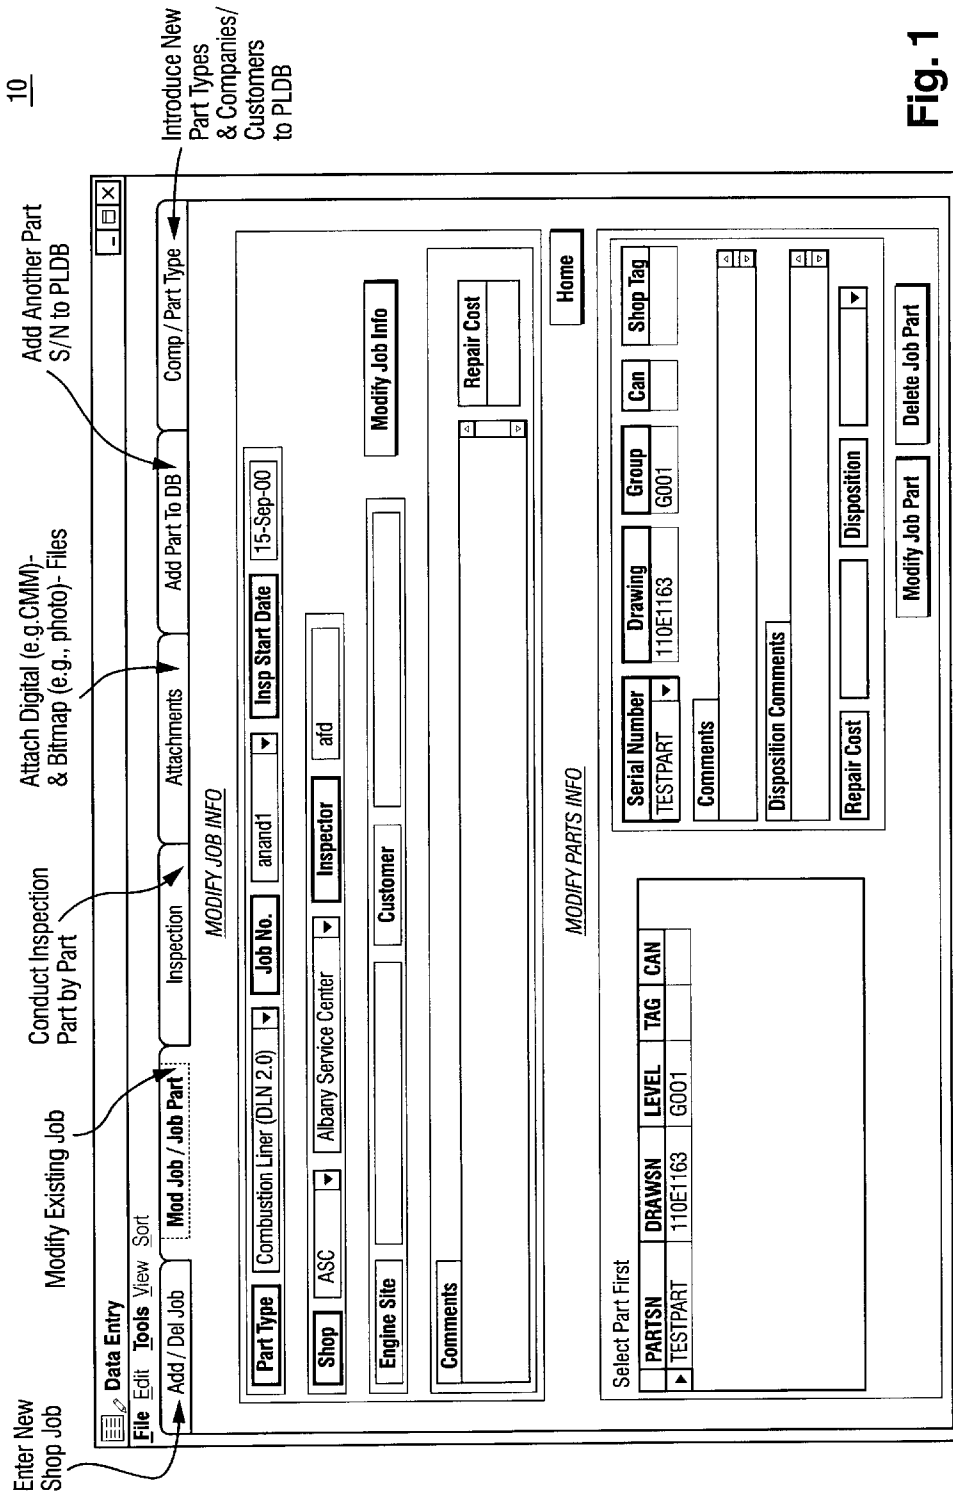 10
Enter New
Shop Job
Modify Existing Job
Conduct Inspection
Part by Part
Attach Digital (e.g.CMM)-
& Bitmap (e.g., photo)- Files
Add Another Part
S/N to PLDB
Introduce New
Part Types
& Companies/
Customers
to PLDB
Data Entry
File Edit Tools View Sort
Add / Del Job
Mod Job / Job Part
Inspection
Attachments
Add Part To DB
Comp / Part Type
MODIFY JOB INFO
Part Type Combustion Liner (DLN 2.0) Job No. anand1 Insp Start Date 15-Sep-00
Shop ASC Albany Service Center Inspector afd
Engine Site Customer Modify Job Info
Comments Repair Cost
Home
MODIFY PARTS INFO
Select Part First
PARTSN DRAWSN LEVEL TAG CAN
TESTPART 110E1163 G001
Serial Number Drawing Group Can Shop Tag
TESTPART 110E1163 G001
Comments
Disposition Comments
Repair Cost Disposition
Modify Job Part Delete Job Part
Fig. 1